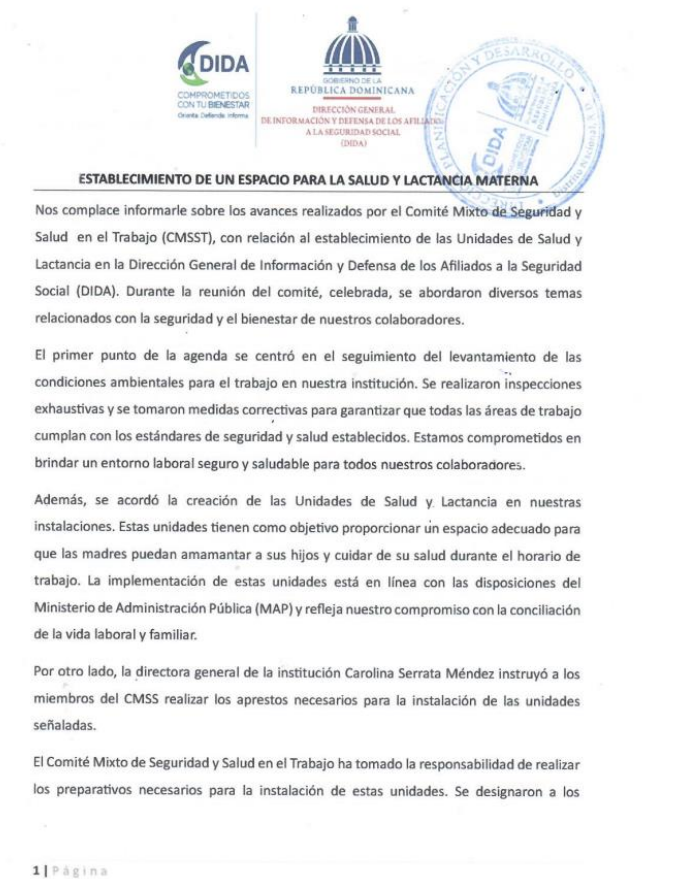 DIDA
COMPROMETIDOS
CON TU BIENESTAR
Orienta Defiende Informa
GOBIERNO DE LA
REPÚBLICA DOMINICANA
DIRECCIÓN GENERAL
DE INFORMACIÓN Y DEFENSA DE LOS AFILIADOS
A LA SEGURIDAD SOCIAL
(DIDA)
PLANIFICACIÓN Y DESARROLLO
DIDA
ESTABLECIMIENTO DE UN ESPACIO PARA LA SALUD Y LACTANCIA MATERNA
Nos complace informarle sobre los avances realizados por el Comité Mixto de Seguridad y
Salud en el Trabajo (CMSST), con relación al establecimiento de las Unidades de Salud y
Lactancia en la Dirección General de Información y Defensa de los Afiliados a la Seguridad
Social (DIDA). Durante la reunión del comité, celebrada, se abordaron diversos temas
relacionados con la seguridad y el bienestar de nuestros colaboradores.
El primer punto de la agenda se centró en el seguimiento del levantamiento de las
condiciones ambientales para el trabajo en nuestra institución. Se realizaron inspecciones
exhaustivas y se tomaron medidas correctivas para garantizar que todas las áreas de trabajo
cumplan con los estándares de seguridad y salud establecidos. Estamos comprometidos en
brindar un entorno laboral seguro y saludable para todos nuestros colaboradores.
Además, se acordó la creación de las Unidades de Salud y Lactancia en nuestras
instalaciones. Estas unidades tienen como objetivo proporcionar un espacio adecuado para
que las madres puedan amamantar a sus hijos y cuidar de su salud durante el horario de
trabajo. La implementación de estas unidades está en línea con las disposiciones del
Ministerio de Administración Pública (MAP) y refleja nuestro compromiso con la conciliación
de la vida laboral y familiar.
Por otro lado, la directora general de la institución Carolina Serrata Méndez instruyó a los
miembros del CMSS realizar los aprestos necesarios para la instalación de las unidades
señaladas.
El Comité Mixto de Seguridad y Salud en el Trabajo ha tomado la responsabilidad de realizar
los preparativos necesarios para la instalación de estas unidades. Se designaron a los
1 | Página